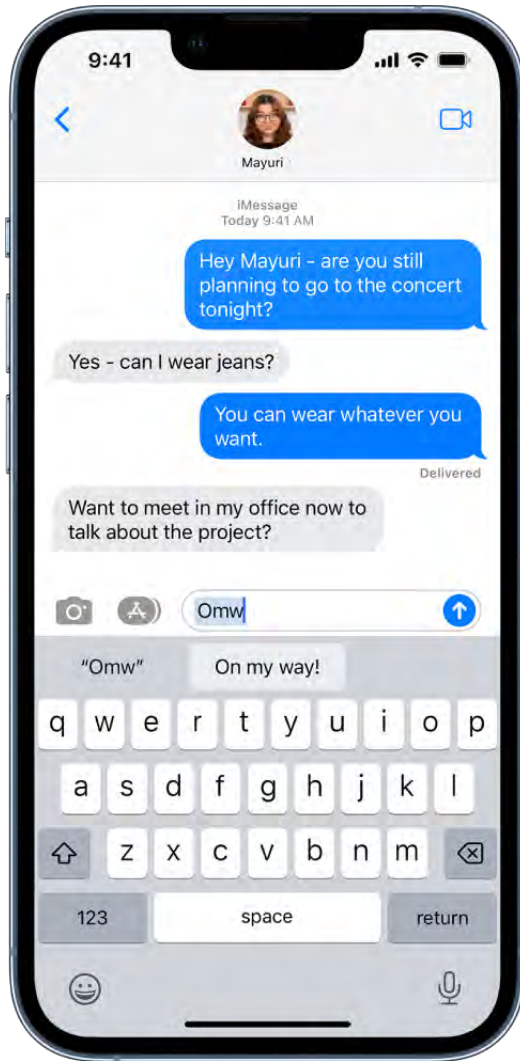 9:41
Mayuri
iMessage
Today 9:41 AM
Hey Mayuri - are you still
planning to go to the concert
tonight?
Yes - can I wear jeans?
You can wear whatever you
want.
Delivered
Want to meet in my office now to
talk about the project?
Omw
“Omw” On my way!
q w e r t y u i o p
a s d f g h j k l
z x c v b n m
123 space return